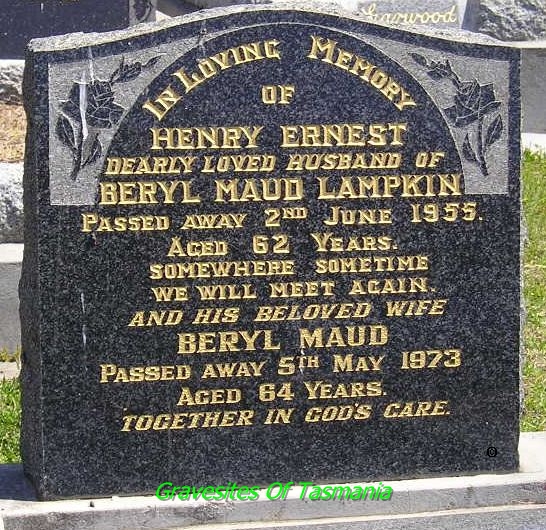 Garwood
In Loving Memory
OF
HENRY ERNEST
DEARLY LOVED HUSBAND OF
BERYL MAUD LAMPKIN
PASSED AWAY 2ND JUNE 1955.
AGED 62 YEARS.
SOMEWHERE SOMETIME
WE WILL MEET AGAIN.
AND HIS BELOVED WIFE
BERYL MAUD
PASSED AWAY 5TH MAY 1973
AGED 64 YEARS.
TOGETHER IN GOD'S CARE.
Gravesites Of Tasmania